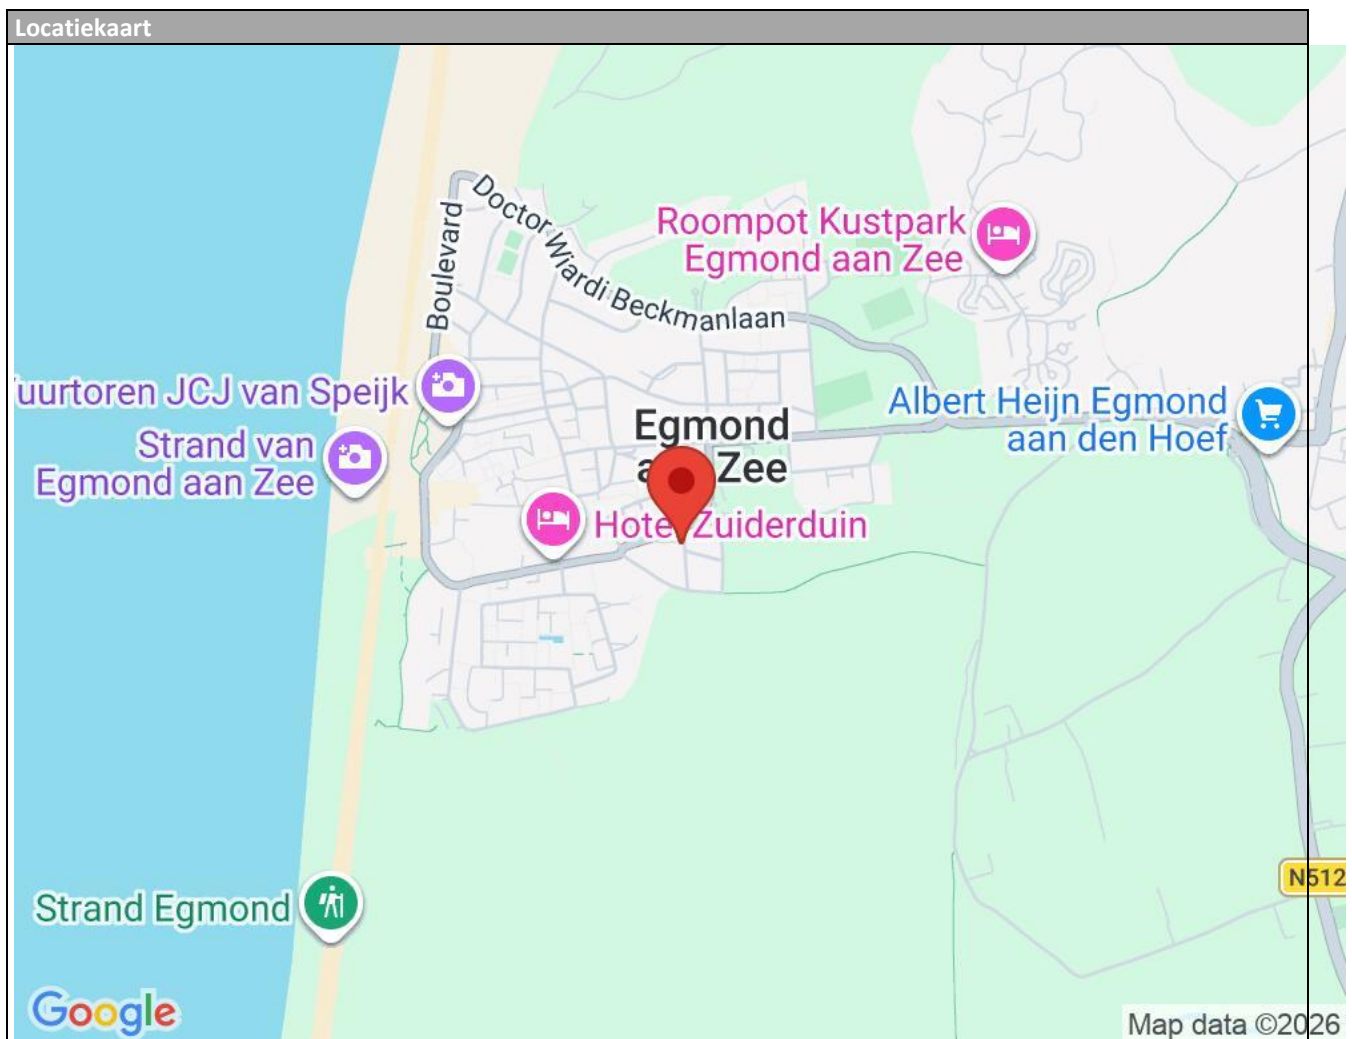 Locatiekaart
Doctor Wiardi Beckmanlaan
Boulevard
Roompot Kustpark
Egmond aan Zee
uurtoren JCJ van Speijk
Strand van
Egmond aan Zee
Albert Heijn Egmond
aan den Hoef
Egmond
Zee
Zuiderduin
N512
Strand Egmond
Google
Map data ©2026